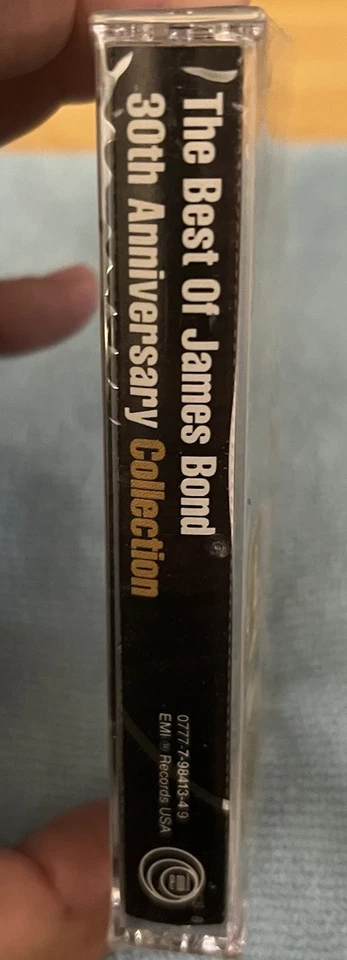 The Best Of James Bond
30th Anniversary Collection
0777-7-98413-4 9
EMI ® Records USA